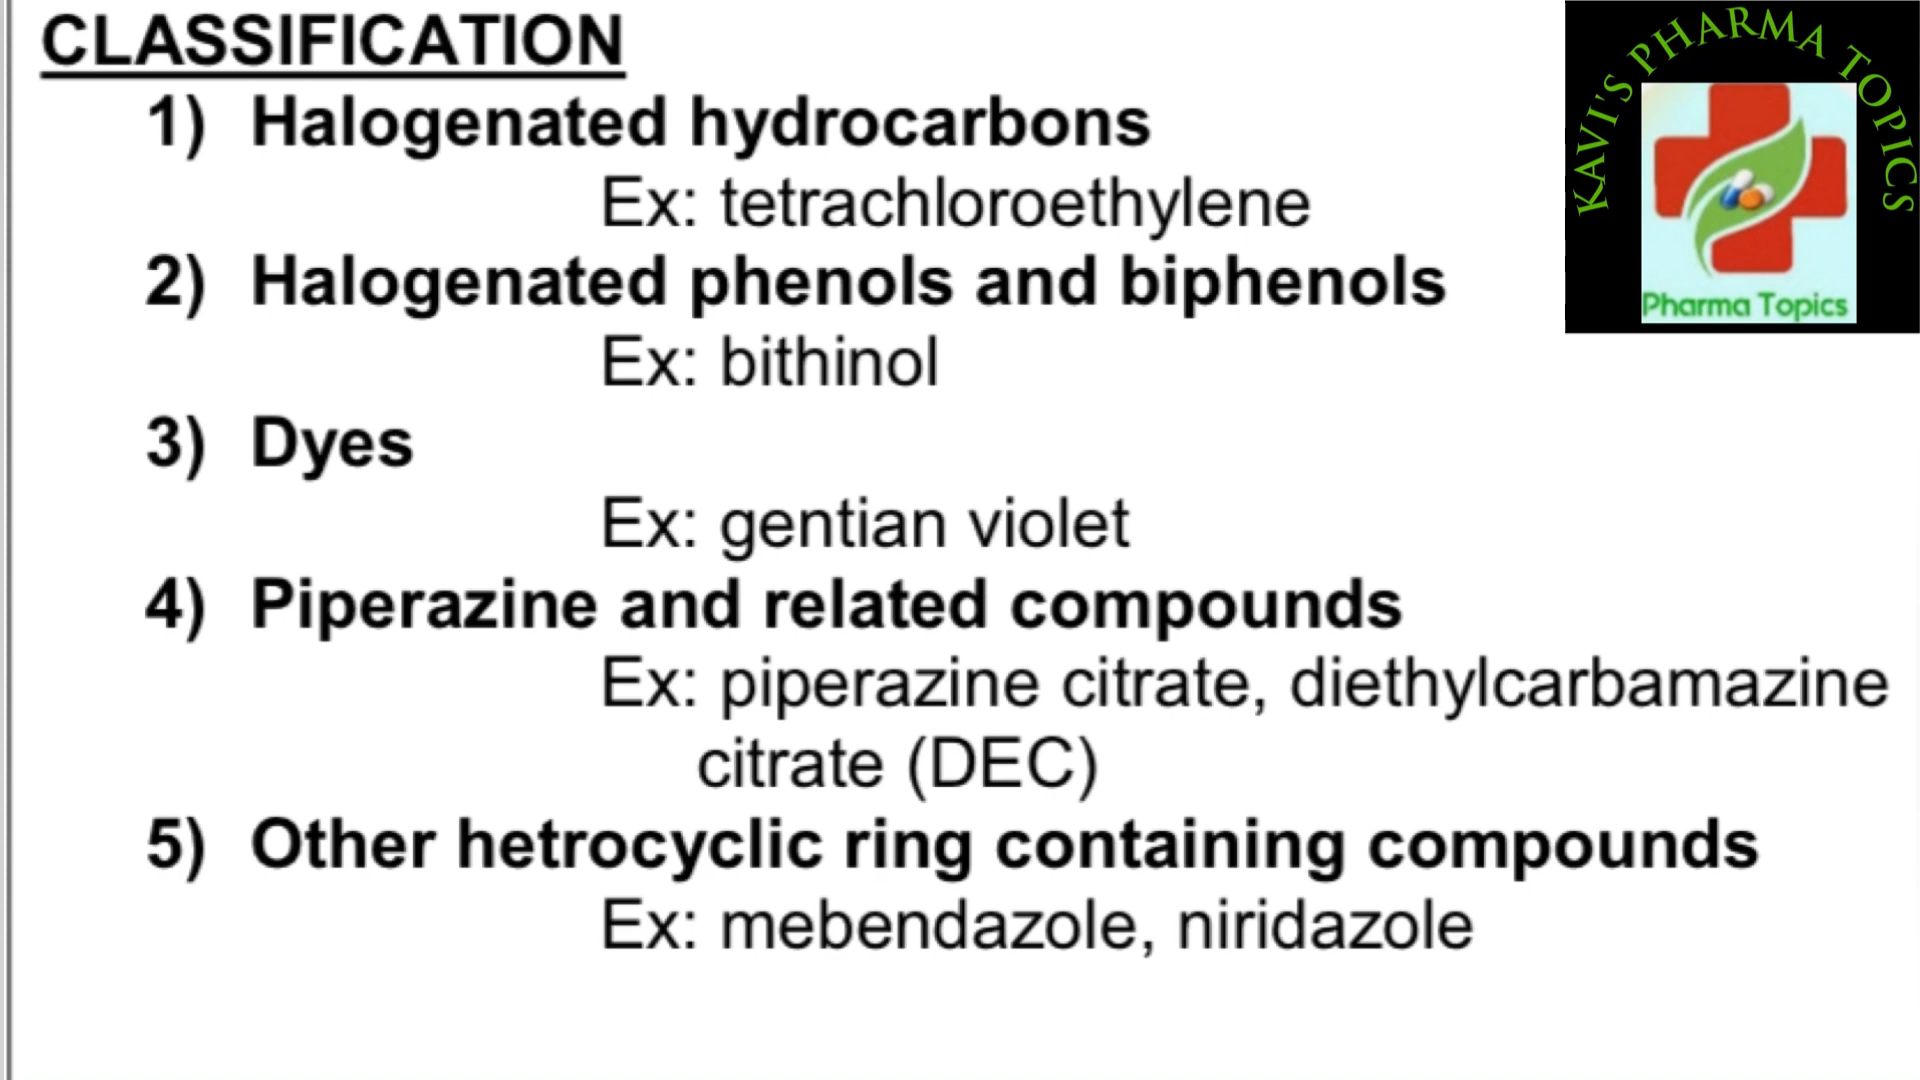 CLASSIFICATION
1) Halogenated hydrocarbons
Ex: tetrachloroethylene
2) Halogenated phenols and biphenols
Ex: bithinol
3) Dyes
Ex: gentian violet
4) Piperazine and related compounds
Ex: piperazine citrate, diethylcarbamazine
citrate (DEC)
5) Other hetrocyclic ring containing compounds
Ex: mebendazole, niridazole
KAVI'S PHARMA TOPICS
Pharma Topics